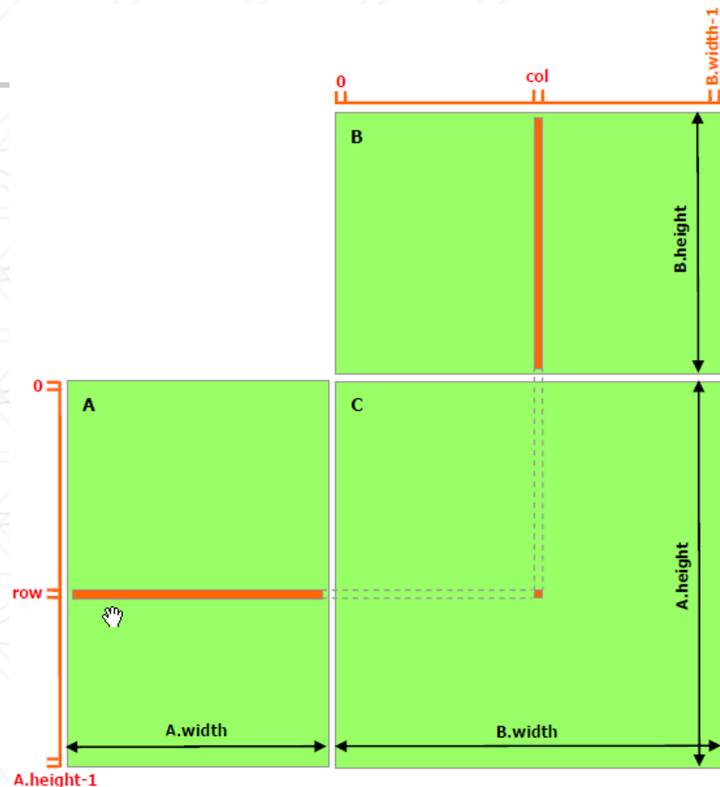 B.width-1
0
col
B
B.height
0
A
C
row
A.height
A.width
B.width
A.height-1